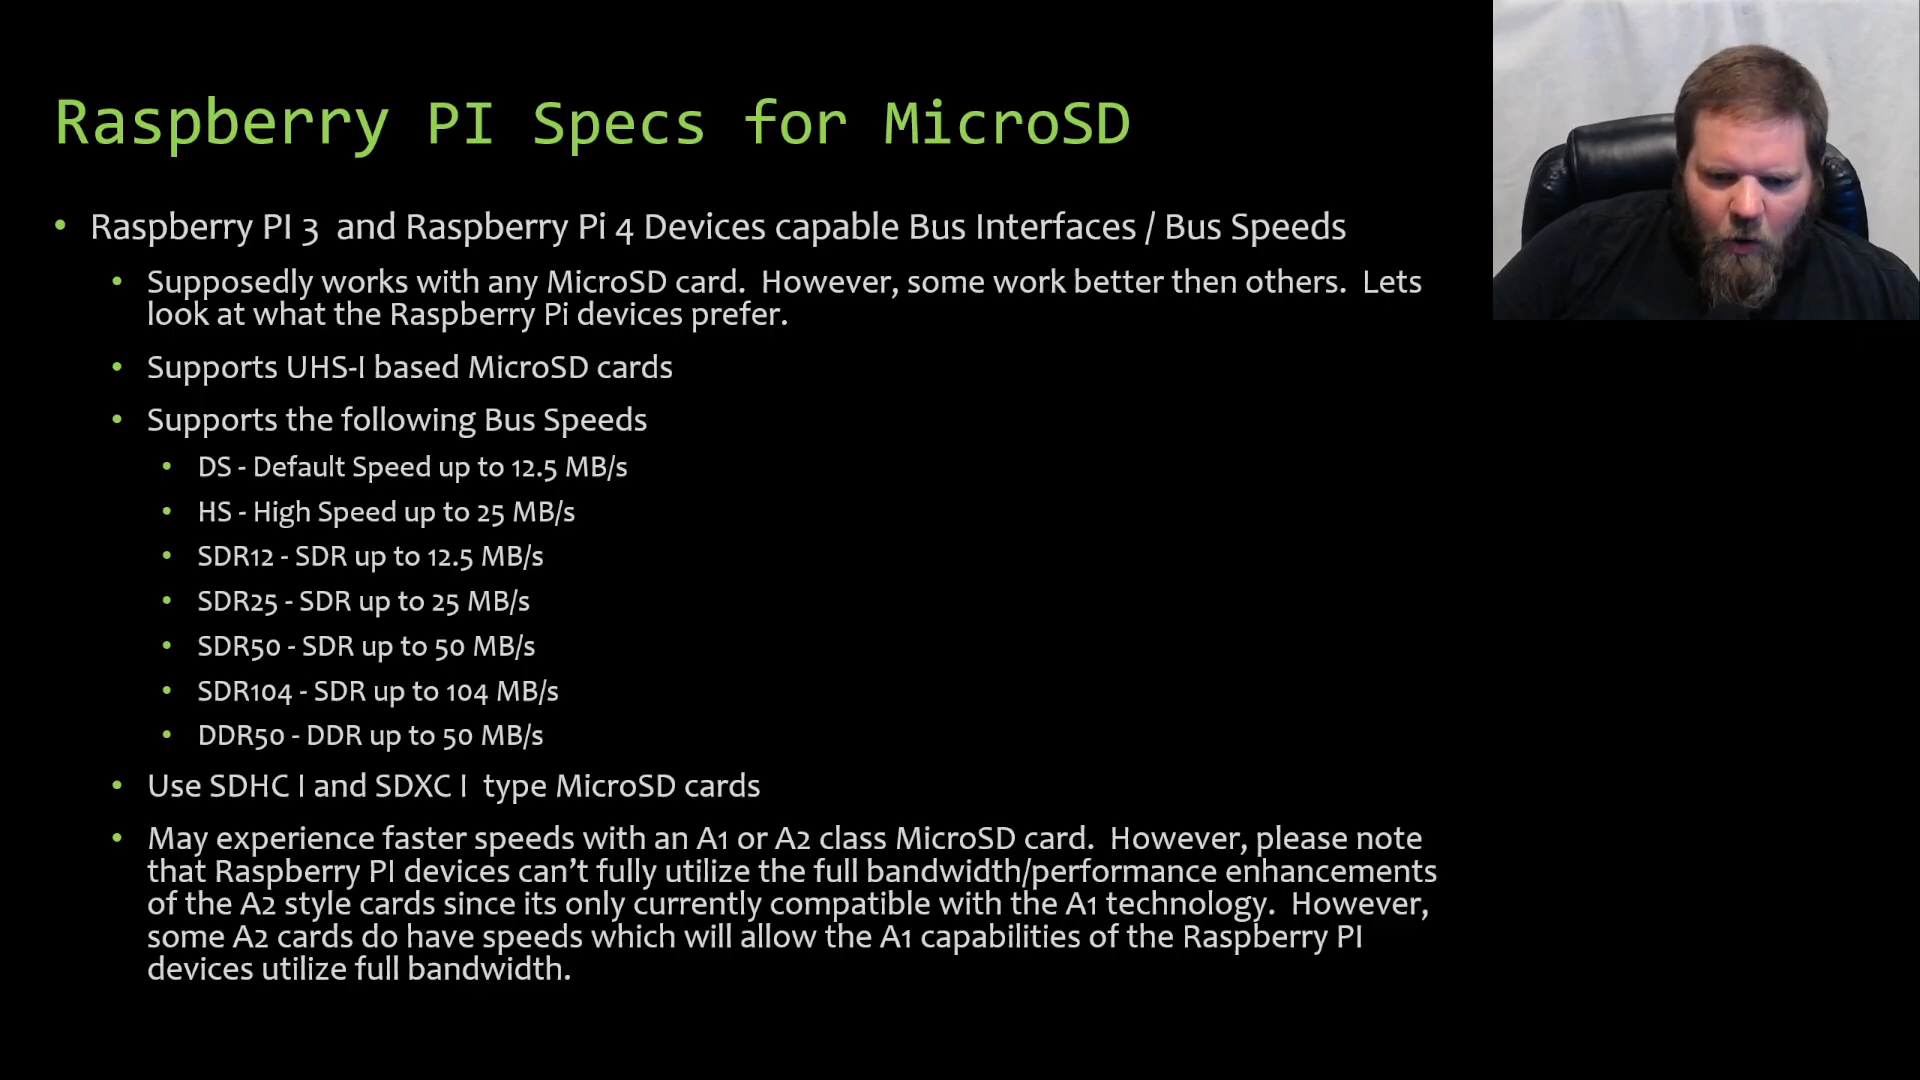 Raspberry PI Specs for MicroSD
• Raspberry PI 3  and Raspberry Pi 4 Devices capable Bus Interfaces / Bus Speeds
• Supposedly works with any MicroSD card.  However, some work better then others.  Lets
look at what the Raspberry Pi devices prefer.
• Supports UHS-I based MicroSD cards
• Supports the following Bus Speeds
• DS - Default Speed up to 12.5 MB/s
• HS - High Speed up to 25 MB/s
• SDR12 - SDR up to 12.5 MB/s
• SDR25 - SDR up to 25 MB/s
• SDR50 - SDR up to 50 MB/s
• SDR104 - SDR up to 104 MB/s
• DDR50 - DDR up to 50 MB/s
• Use SDHC I and SDXC I  type MicroSD cards
• May experience faster speeds with an A1 or A2 class MicroSD card.  However, please note
that Raspberry PI devices can’t fully utilize the full bandwidth/performance enhancements
of the A2 style cards since its only currently compatible with the A1 technology.  However,
some A2 cards do have speeds which will allow the A1 capabilities of the Raspberry PI
devices utilize full bandwidth.